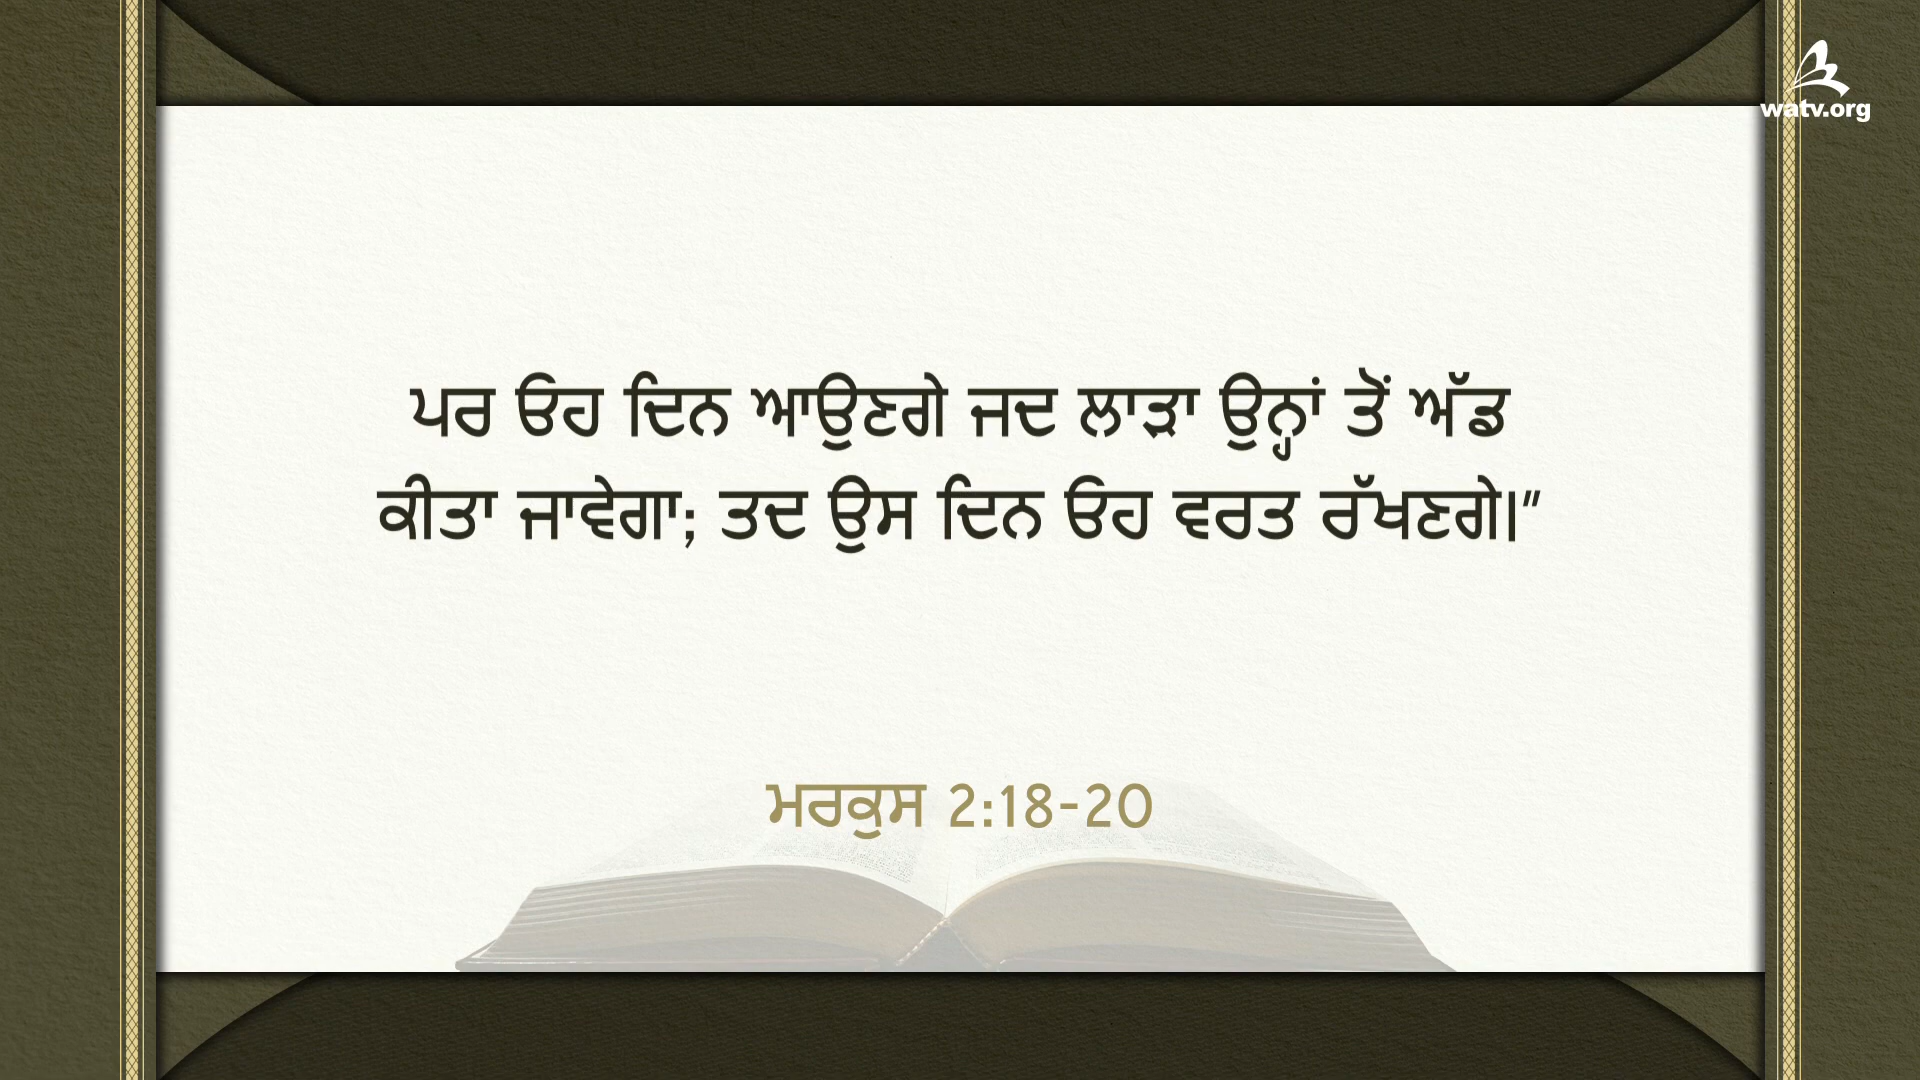 watv.org
ਪਰ ਓਹ ਦਿਨ ਆਉਣਗੇ ਜਦ ਲਾੜਾ ਉਨ੍ਹਾਂ ਤੋਂ ਅੱਡ
ਕੀਤਾ ਜਾਵੇਗਾ; ਤਦ ਉਸ ਦਿਨ ਓਹ ਵਰਤ ਰੱਖਣਗੇ।”
ਮਰਕੁਸ 2:18-20